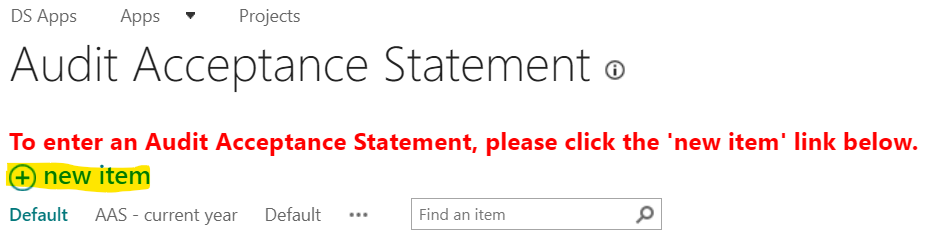 DS Apps Apps Projects
Audit Acceptance Statement
To enter an Audit Acceptance Statement, please click the 'new item' link below.
new item
Default AAS - current year Default ••• Find an item